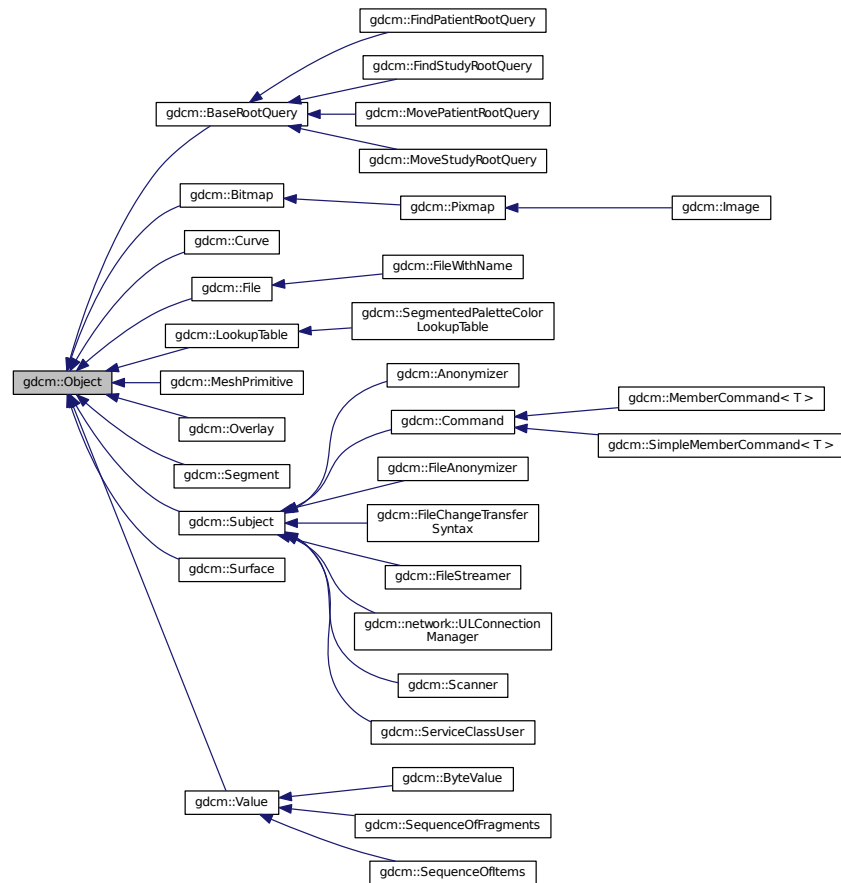 gdcm::FindPatientRootQuery
gdcm::FindStudyRootQuery
gdcm::BaseRootQuery
gdcm::MovePatientRootQuery
gdcm::MoveStudyRootQuery
gdcm::Bitmap
gdcm::Pixmap
gdcm::Image
gdcm::Curve
gdcm::FileWithName
gdcm::File
gdcm::SegmentedPaletteColor
LookupTable
gdcm::LookupTable
gdcm::Object
gdcm::MeshPrimitive
gdcm::Anonymizer
gdcm::MemberCommand< T >
gdcm::Overlay
gdcm::Command
gdcm::SimpleMemberCommand< T >
gdcm::Segment
gdcm::FileAnonymizer
gdcm::Subject
gdcm::FileChangeTransfer
Syntax
gdcm::Surface
gdcm::FileStreamer
gdcm::network::ULConnection
Manager
gdcm::Scanner
gdcm::ServiceClassUser
gdcm::ByteValue
gdcm::Value
gdcm::SequenceOfFragments
gdcm::SequenceOfItems